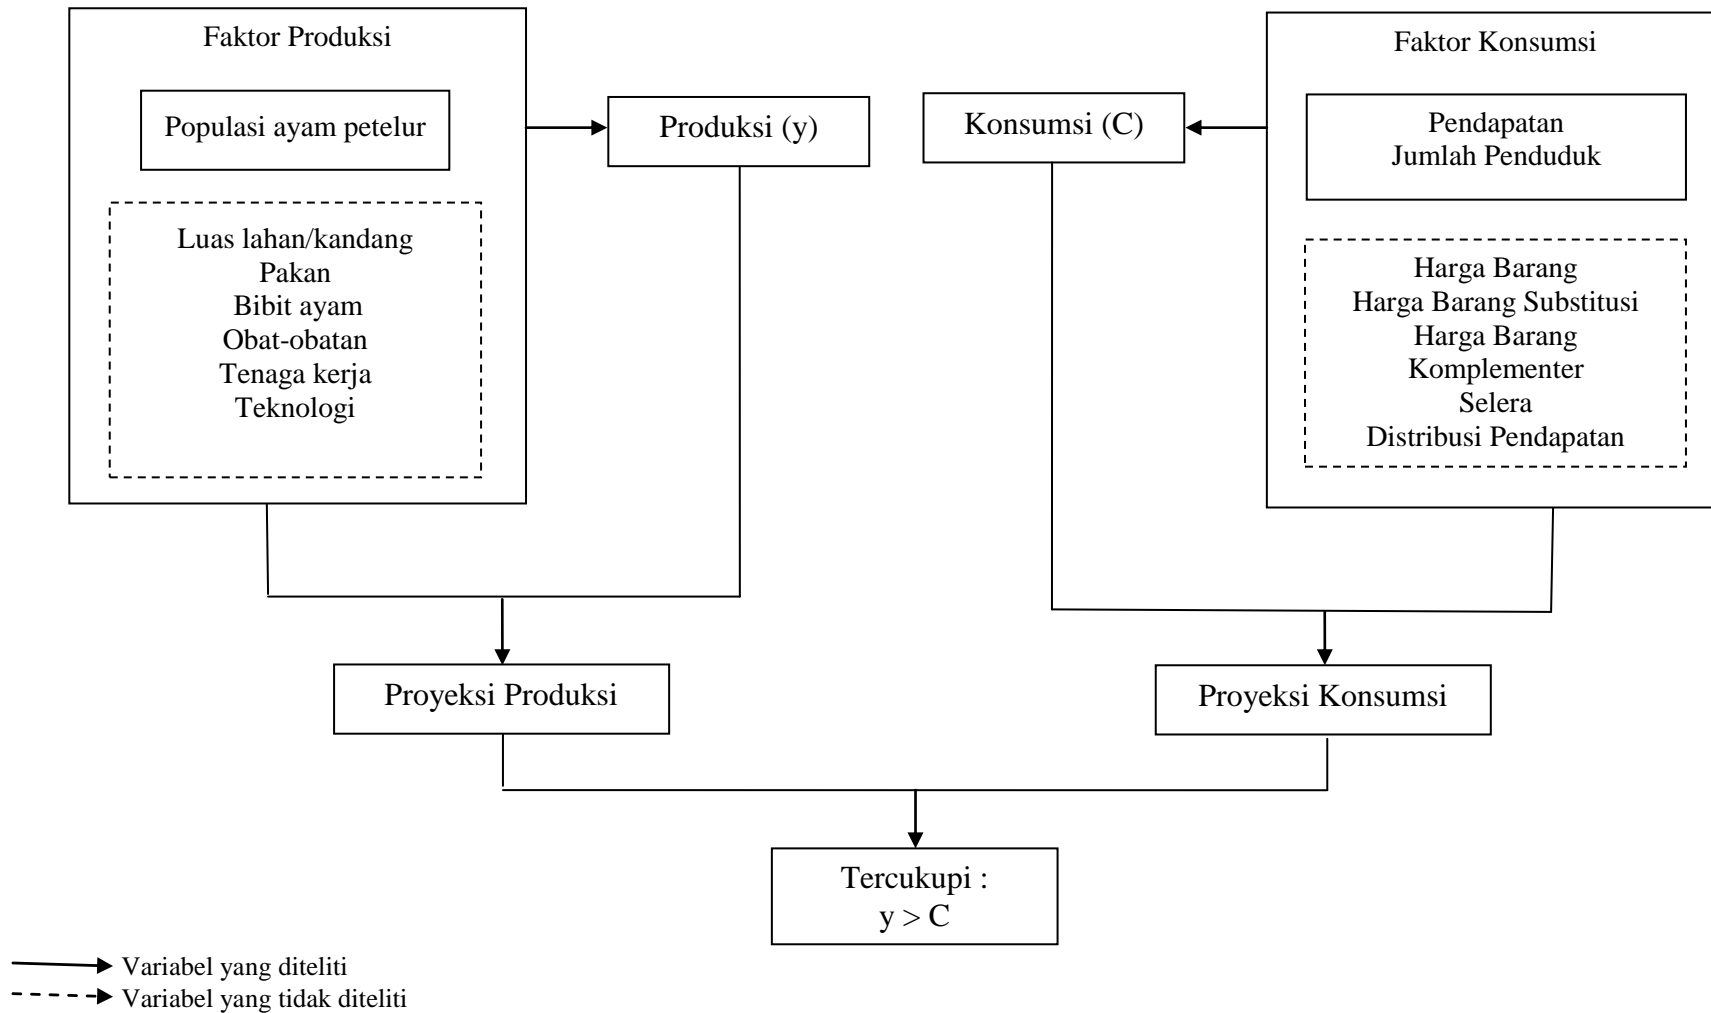 Faktor Produksi
Populasi ayam petelur
Luas lahan/kandang
Pakan
Bibit ayam
Obat-obatan
Tenaga kerja
Teknologi
Produksi (y)
Konsumsi (C)
Faktor Konsumsi
Pendapatan
Jumlah Penduduk
Harga Barang
Harga Barang Substitusi
Harga Barang
Komplementer
Selera
Distribusi Pendapatan
Proyeksi Produksi
Proyeksi Konsumsi
Tercukupi :
y > C
Variabel yang diteliti
Variabel yang tidak diteliti